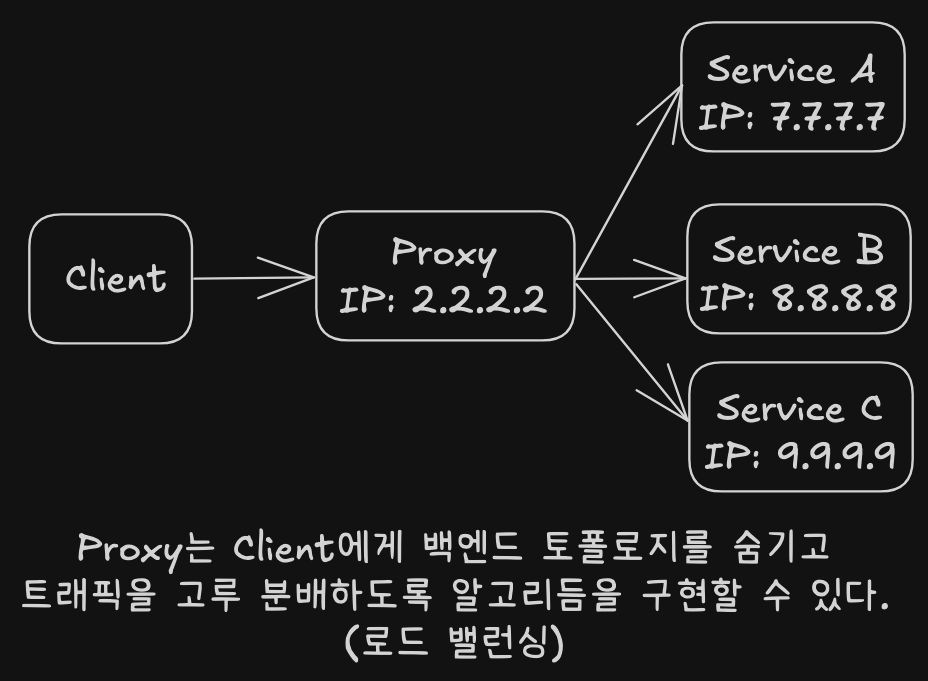 Service A
IP: 7.7.7.7
Client
Proxy
IP: 2.2.2.2
Service B
IP: 8.8.8.8
Service C
IP: 9.9.9.9
Proxy는 Client에게 백엔드 토폴로지를 숨기고
트래픽을 고루 분배하도록 알고리듬을 구현할 수 있다.
(로드 밸런싱)